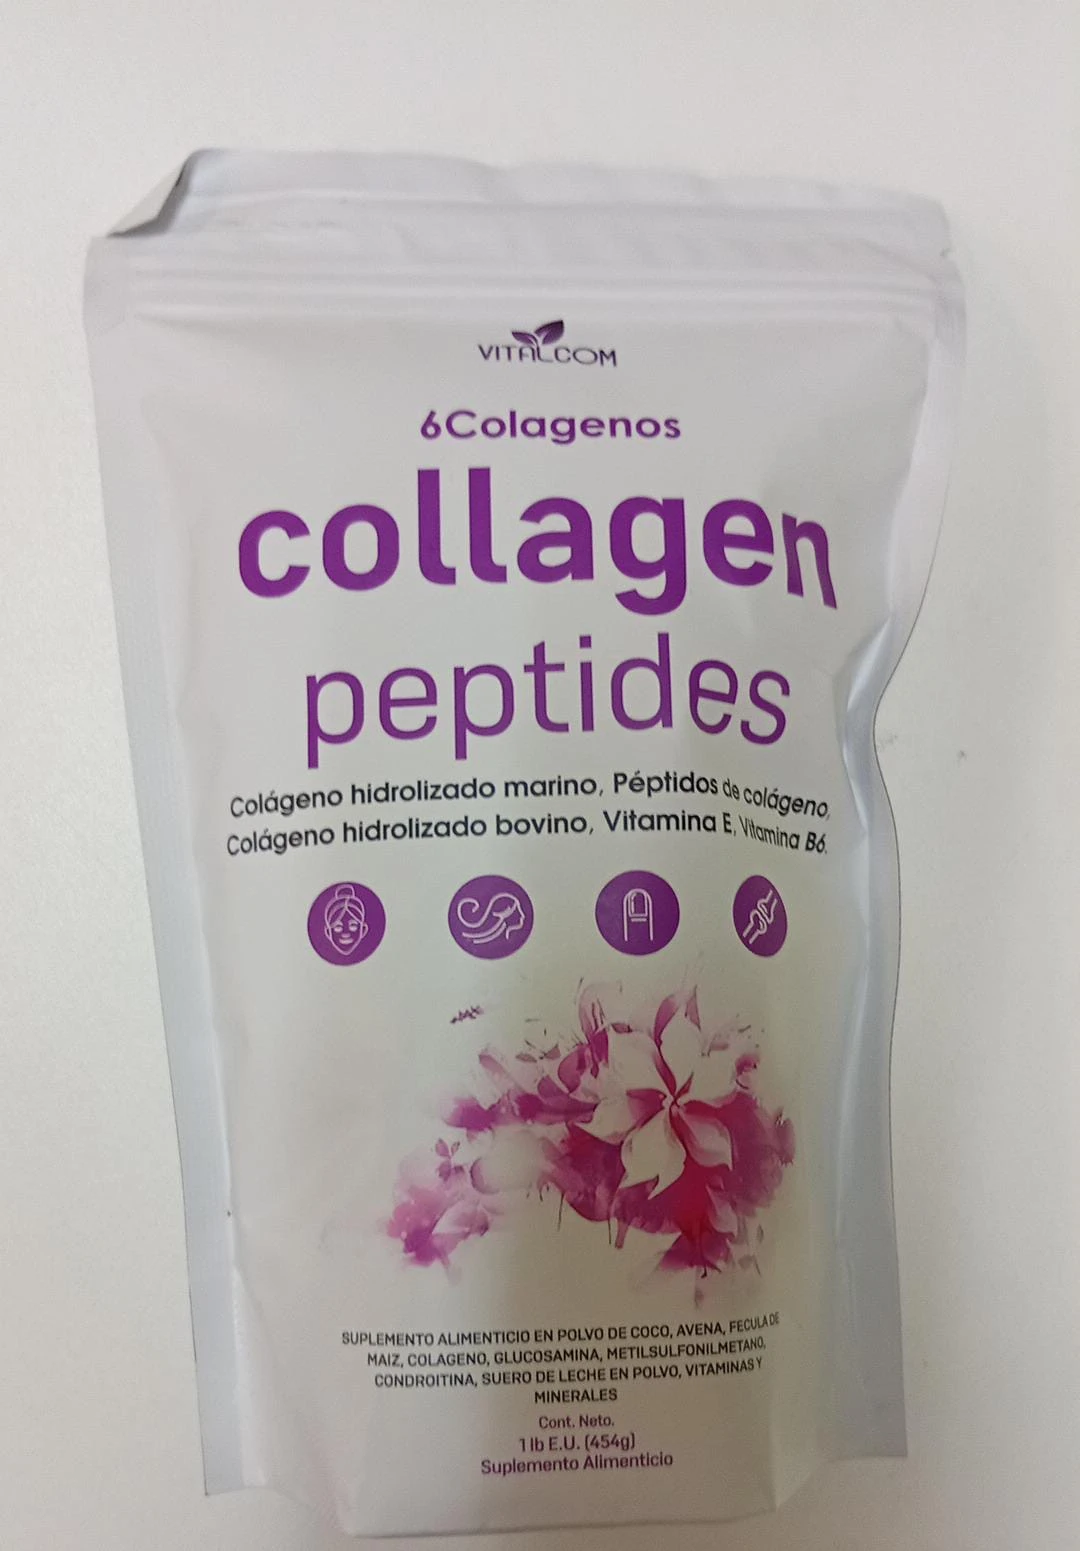 VITALCOM
6Colagenos
collagen
peptides
Colágeno hidrolizado marino, Péptidos de colágeno,
Colágeno hidrolizado bovino, Vitamina E, Vitamina B6.
SUPLEMENTO ALIMENTICIO EN POLVO DE COCO, AVENA, FECULA DE
MAIZ, COLAGENO, GLUCOSAMINA, METILSULFONILMETANO,
CONDROITINA, SUERO DE LECHE EN POLVO, VITAMINAS Y
MINERALES
Cont. Neto.
1 lb E.U. (454g)
Suplemento Alimenticio